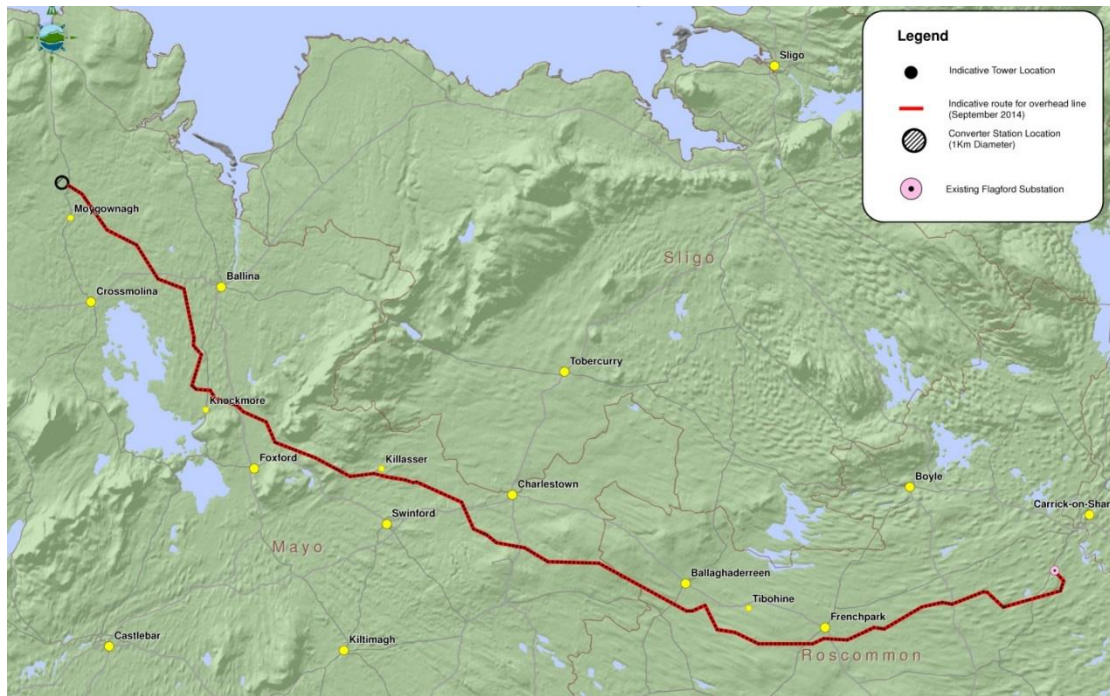 Legend
Indicative Tower Location
Indicative route for overhead line
(September 2014)
Converter Station Location
(1Km Diameter)
Existing Flagford Substation
Sligo
Moygownagh
Sligo
Ballina
Crossmolina
Tobercurry
Knockmore
Foxford
Killasser
Boyle
Charlestown
Carrick-on-Shan
Swinford
Mayo
Ballaghaderreen
Tibohine
Frenchpark
Castlebar
Kiltimagh
Roscommon